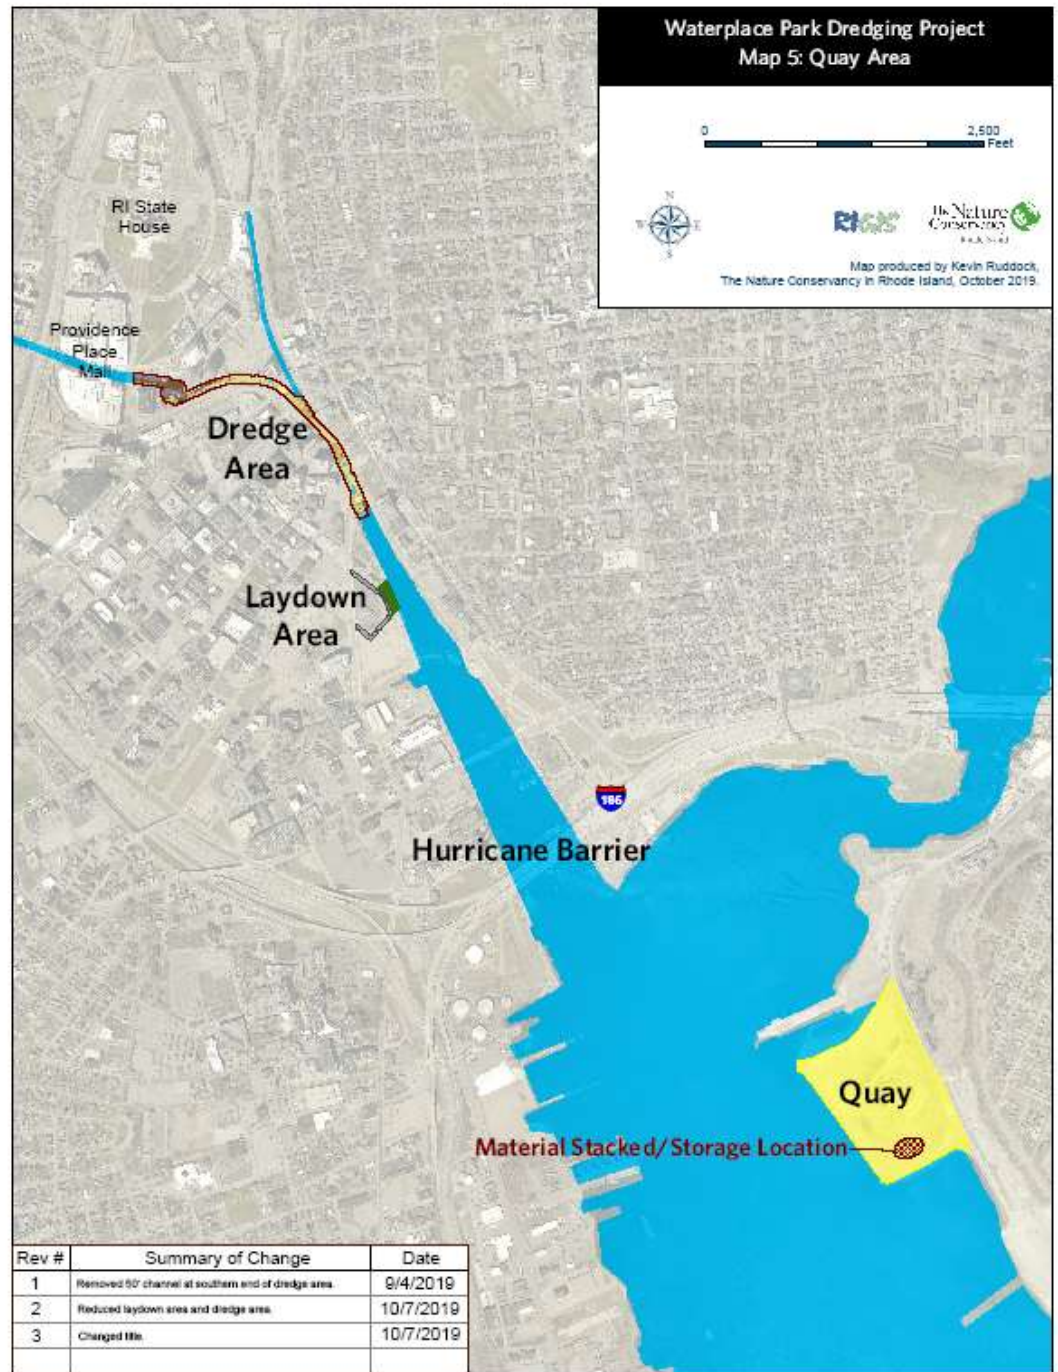 Waterplace Park Dredging Project
Map 5: Quay Area
0 2,500
Feet
N
W E
S
RIGIS
The Nature
Conservancy
Rhode Island
Map produced by Kevin Ruddock,
The Nature Conservancy in Rhode Island, October 2019.
RI State
House
Providence
Place
Mall
Dredge
Area
Laydown
Area
195
Hurricane Barrier
Quay
Material Stacked/Storage Location
Rev # Summary of Change Date
1 Removed 50' channel at southern end of dredge area. 9/4/2019
2 Reduced laydown area and dredge area. 10/7/2019
3 Changed title. 10/7/2019